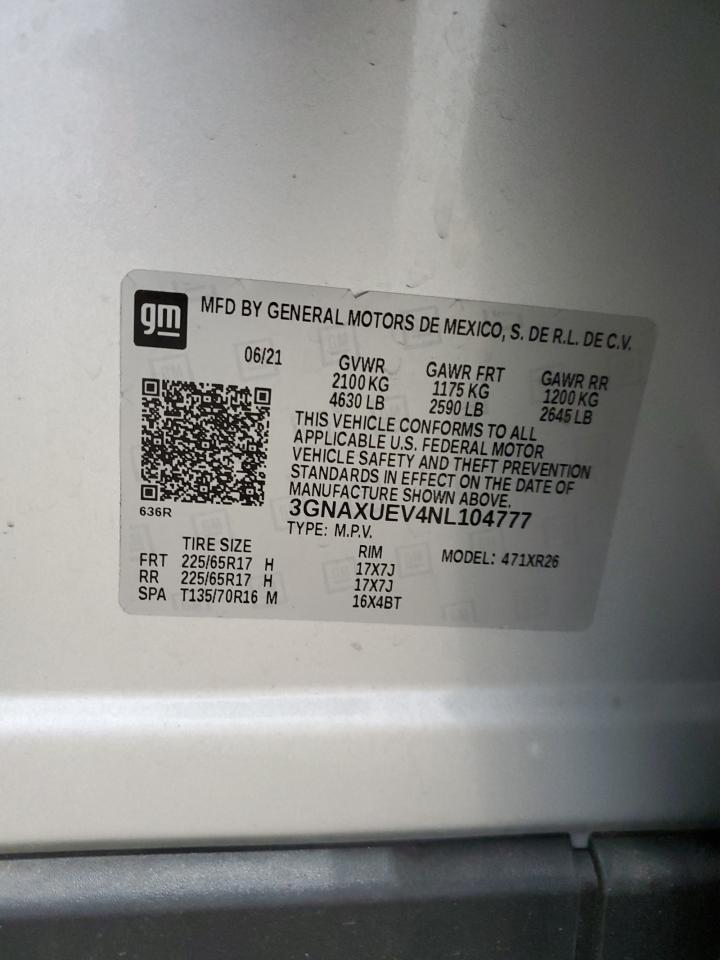 gm
MFD BY GENERAL MOTORS DE MEXICO, S. DE R.L. DE C.V.
06/21 GVWR GAWR FRT GAWR RR
2100 KG 1175 KG 1200 KG
4630 LB 2590 LB 2645 LB
THIS VEHICLE CONFORMS TO ALL
APPLICABLE U.S. FEDERAL MOTOR
VEHICLE SAFETY AND THEFT PREVENTION
STANDARDS IN EFFECT ON THE DATE OF
MANUFACTURE SHOWN ABOVE.
636R 3GNAXUEV4NL104777
TYPE: M.P.V.
TIRE SIZE RIM MODEL: 471XR26
FRT 225/65R17 H 17X7J
RR 225/65R17 H 17X7J
SPA T135/70R16 M 16X4BT